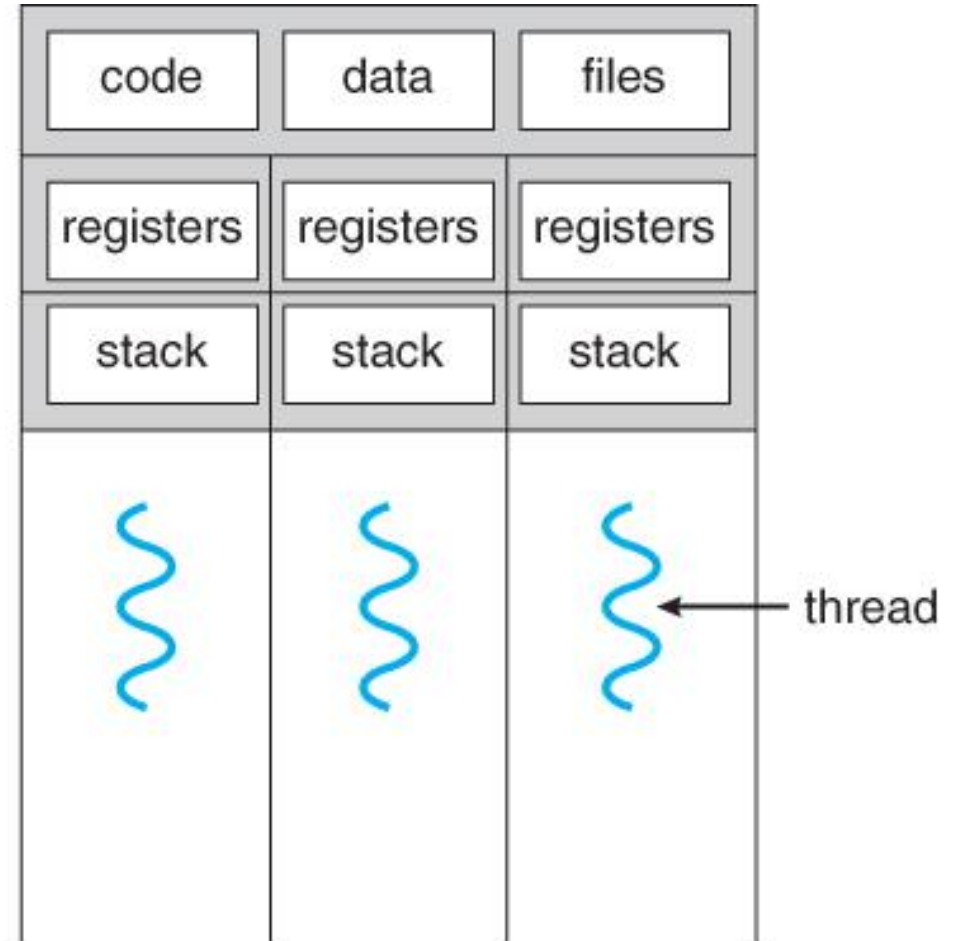 code data files
registers registers registers
stack stack stack
thread